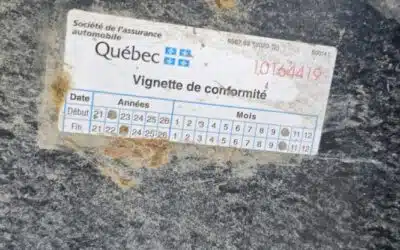 Société de l'assurance
automobile
Québec
L0164419
Vignette de conformité
Date Années Mois
Début 21 23 24 25 26 1 2 3 4 5 6 7 8 9 11 12
Fin 21 22 24 25 26 1 2 3 4 5 6 7 8 9 11 12